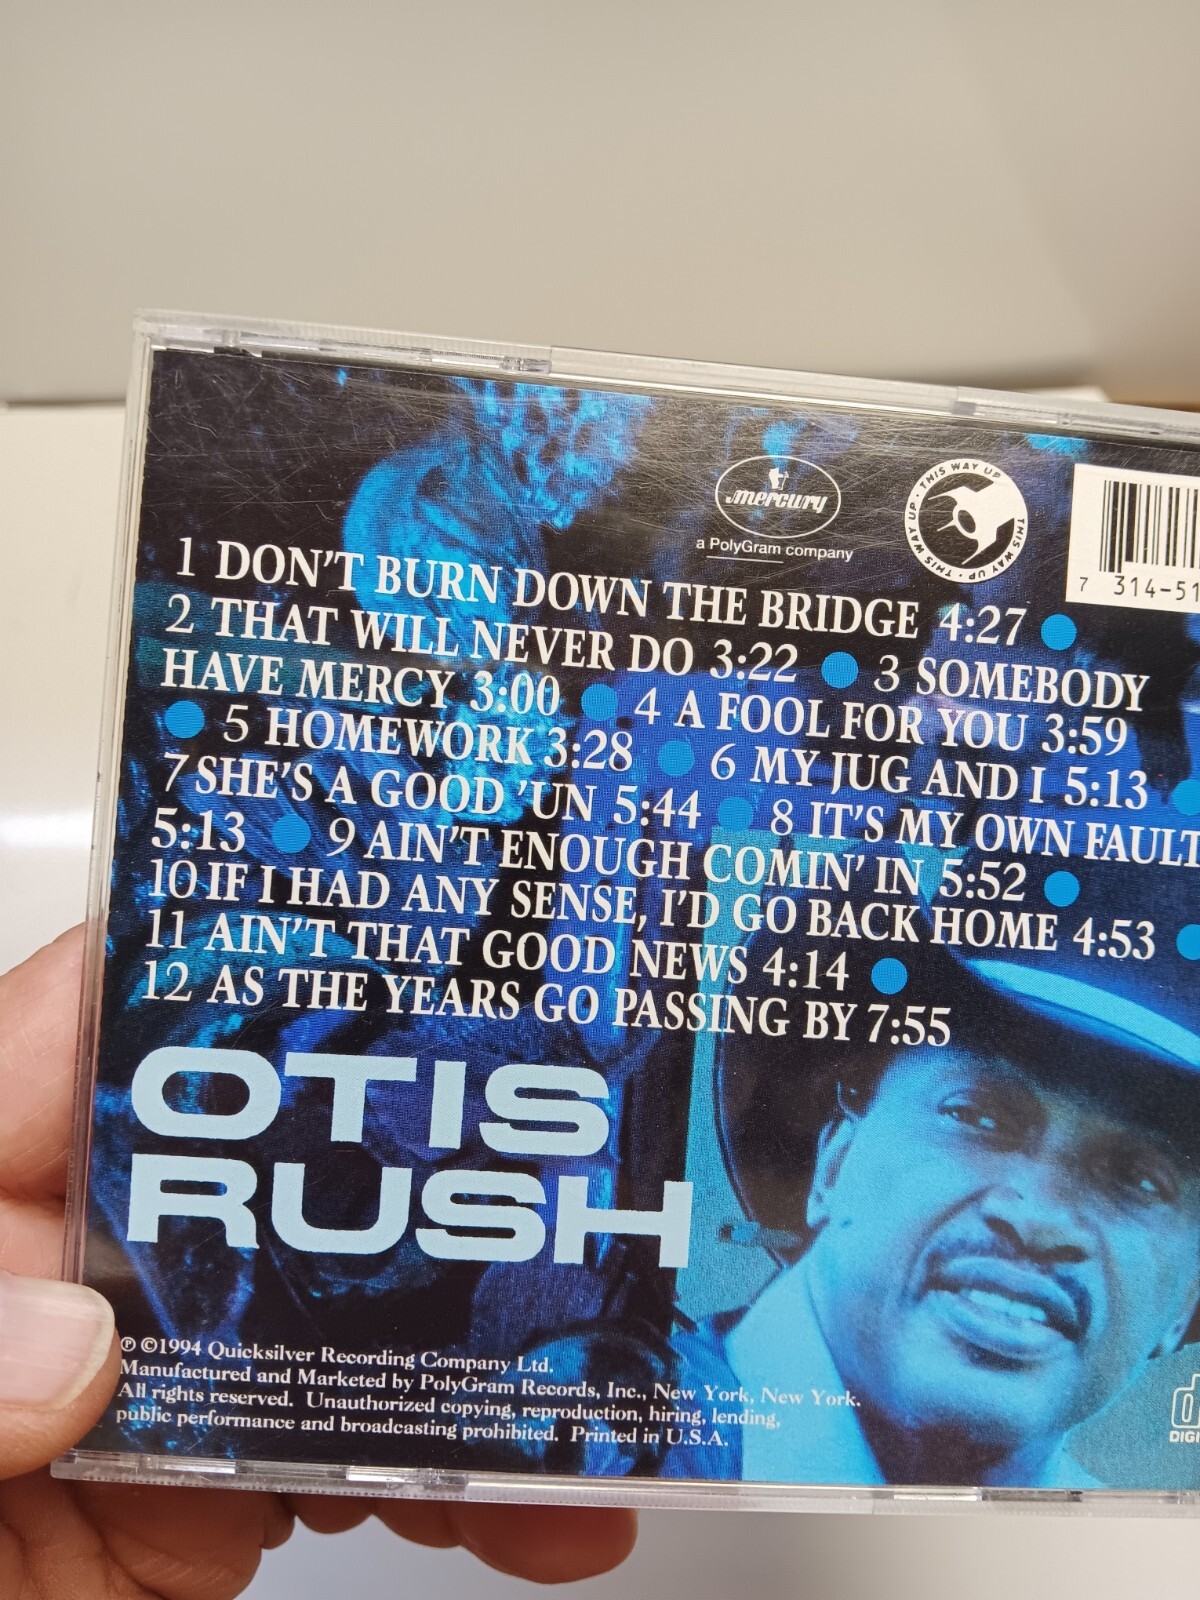 mercury
a PolyGram company
THIS WAY UP · THIS WAY UP · THIS WAY UP ·
7 314-51
1 DON'T BURN DOWN THE BRIDGE 4:27 ●
2 THAT WILL NEVER DO 3:22 ● 3 SOMEBODY
HAVE MERCY 3:00 ● 4 A FOOL FOR YOU 3:59
● 5 HOMEWORK 3:28 ● 6 MY JUG AND I 5:13 ●
7 SHE'S A GOOD 'UN 5:44 ● 8 IT'S MY OWN FAULT
5:13 ● 9 AIN'T ENOUGH COMIN' IN 5:52 ●
10 IF I HAD ANY SENSE, I'D GO BACK HOME 4:53 ●
11 AIN'T THAT GOOD NEWS 4:14 ●
12 AS THE YEARS GO PASSING BY 7:55
OTIS
RUSH
℗ ©1994 Quicksilver Recording Company Ltd.
Manufactured and Marketed by PolyGram Records, Inc., New York, New York.
All rights reserved. Unauthorized copying, reproduction, hiring, lending,
public performance and broadcasting prohibited. Printed in U.S.A.